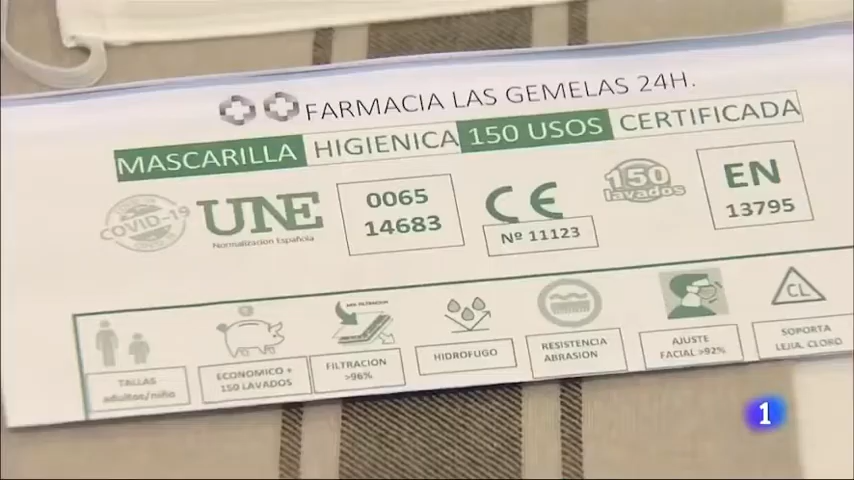 FARMACIA LAS GEMELAS 24H.
MASCARILLA HIGIENICA 150 USOS CERTIFICADA
COVID-19
UNE
Normalización Española
0065
14683
CE
Nº 11123
150
lavados
EN
13795
CL
TALLAS
adultos/niño
ECONOMICO +
150 LAVADOS
FILTRACION
>96%
HIDROFUGO
RESISTENCIA
ABRASION
AJUSTE
FACIAL >92%
SOPORTA
LEJIA, CLORO
1